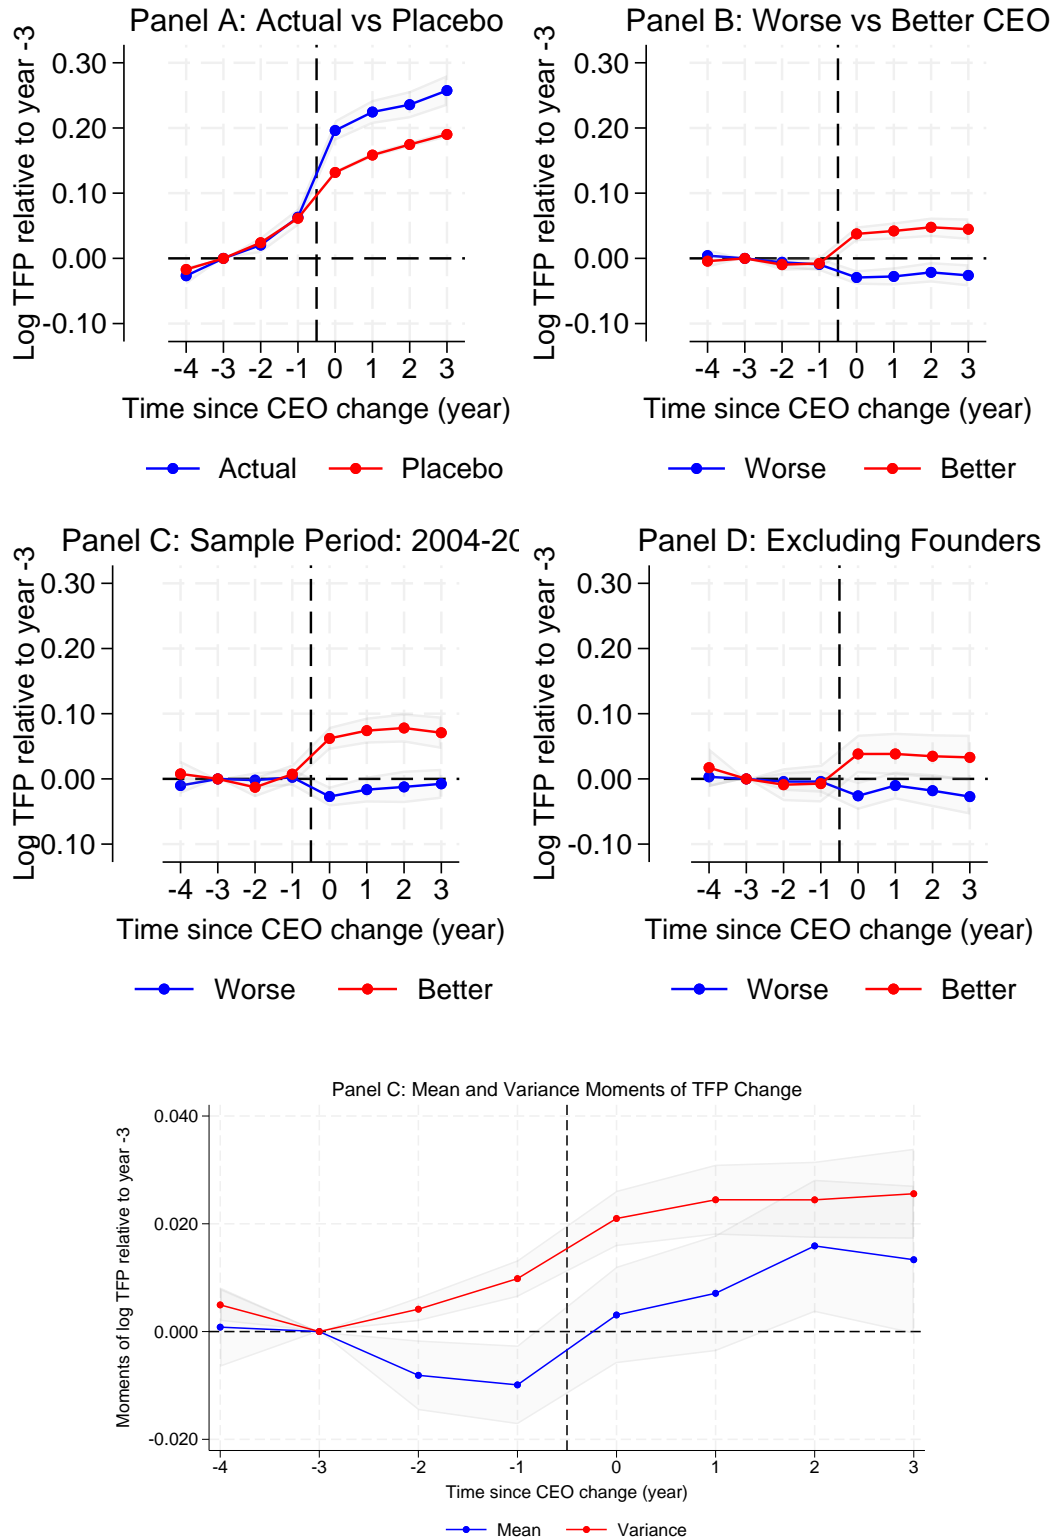 Panel A: Actual vs Placebo
Log TFP relative to year -3
0.30
0.20
0.10
0.00
-0.10
-4 -3 -2 -1 0 1 2 3
Time since CEO change (year)
Actual Placebo
Panel B: Worse vs Better CEO
Log TFP relative to year -3
0.30
0.20
0.10
0.00
-0.10
-4 -3 -2 -1 0 1 2 3
Time since CEO change (year)
Worse Better
Panel C: Sample Period: 2004-20
Log TFP relative to year -3
0.30
0.20
0.10
0.00
-0.10
-4 -3 -2 -1 0 1 2 3
Time since CEO change (year)
Worse Better
Panel D: Excluding Founders
Log TFP relative to year -3
0.30
0.20
0.10
0.00
-0.10
-4 -3 -2 -1 0 1 2 3
Time since CEO change (year)
Worse Better
Panel C: Mean and Variance Moments of TFP Change
Moments of log TFP relative to year -3
0.040
0.020
0.000
-0.020
-4 -3 -2 -1 0 1 2 3
Time since CEO change (year)
Mean Variance